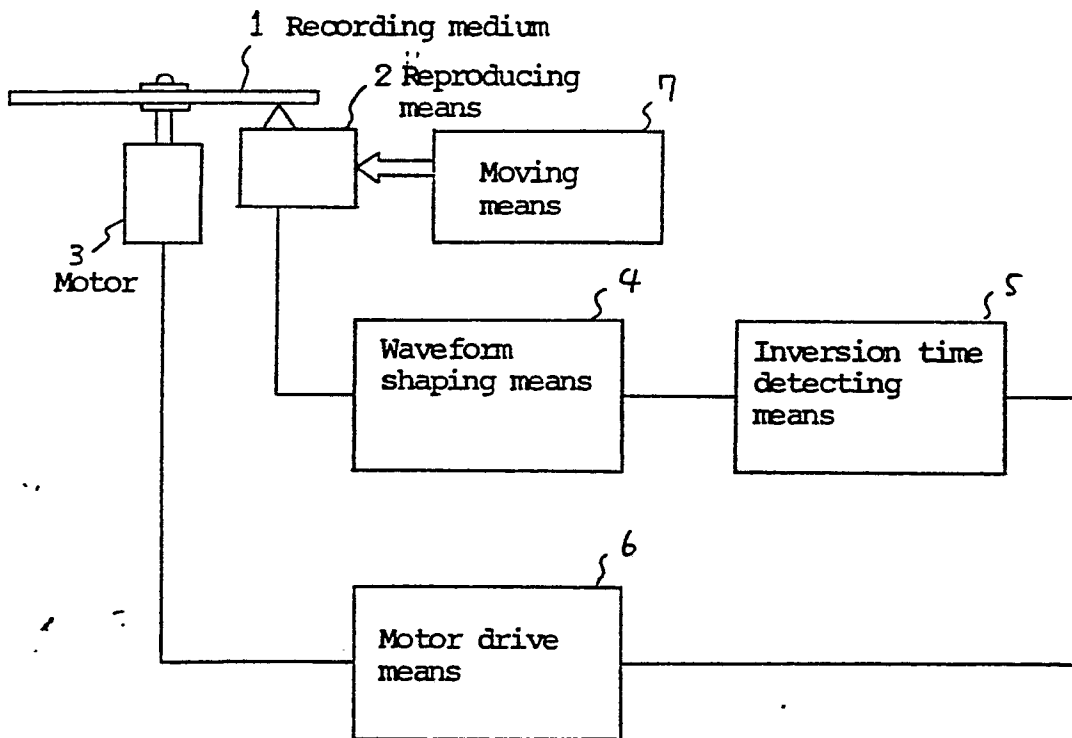 1 Recording medium
2 Reproducing
means
7
Moving
means
3
Motor
4
Waveform
shaping means
5
Inversion time
detecting
means
6
Motor drive
means